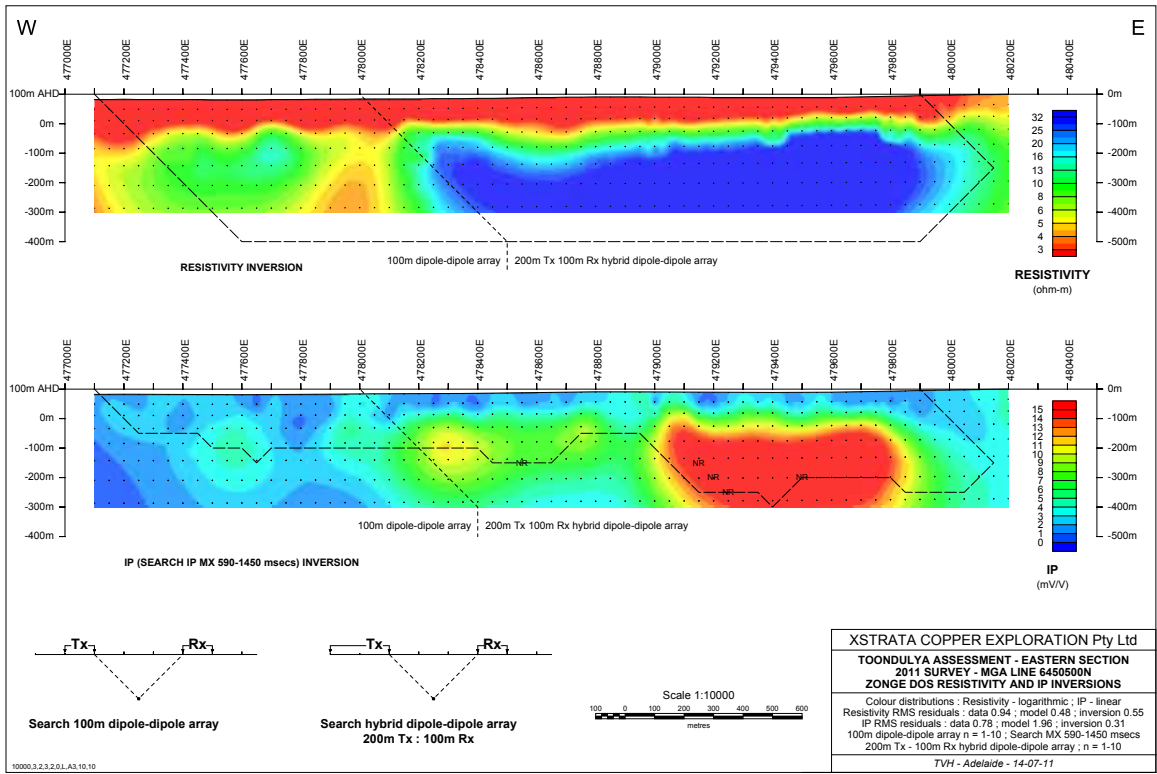 W
E
477000E 477200E 477400E 477600E 477800E 478000E 478200E 478400E 478600E 478800E 479000E 479200E 479400E 479600E 479800E 480000E 480200E 480400E
100m AHD
0m
-100m
-200m
-300m
-400m
0m
-100m
-200m
-300m
-400m
-500m
32
25
20
16
13
10
8
6
5
4
3
RESISTIVITY
(ohm-m)
RESISTIVITY INVERSION
100m dipole-dipole array
200m Tx 100m Rx hybrid dipole-dipole array
477000E 477200E 477400E 477600E 477800E 478000E 478200E 478400E 478600E 478800E 479000E 479200E 479400E 479600E 479800E 480000E 480200E 480400E
100m AHD
0m
-100m
-200m
-300m
-400m
NR
NR
NR
NR
NR
0m
-100m
-200m
-300m
-400m
-500m
15
14
13
12
11
10
9
8
7
6
5
4
3
2
1
0
IP
(mV/V)
100m dipole-dipole array
200m Tx 100m Rx hybrid dipole-dipole array
IP (SEARCH IP MX 590-1450 msecs) INVERSION
Tx
Rx
Search 100m dipole-dipole array
Tx
Rx
Search hybrid dipole-dipole array
200m Tx : 100m Rx
Scale 1:10000
100 0 100 200 300 400 500 600
metres
XSTRATA COPPER EXPLORATION Pty Ltd
TOONDULYA ASSESSMENT - EASTERN SECTION
2011 SURVEY - MGA LINE 6450500N
ZONGE DOS RESISTIVITY AND IP INVERSIONS
Colour distributions : Resistivity - logarithmic ; IP - linear
Resistivity RMS residuals : data 0.94 ; model 0.48 ; inversion 0.55
IP RMS residuals : data 0.78 ; model 1.96 ; inversion 0.31
100m dipole-dipole array n = 1-10 ; Search MX 590-1450 msecs
200m Tx - 100m Rx hybrid dipole-dipole array ; n = 1-10
TVH - Adelaide - 14-07-11
10000,3.2,3.2,0,L,A3,10,10